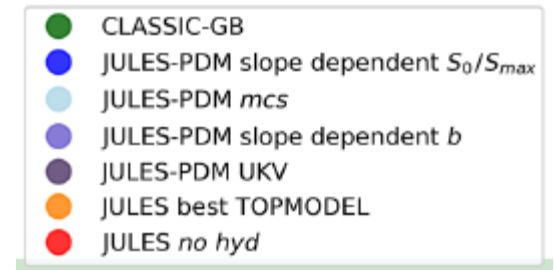 CLASSIC-GB
JULES-PDM slope dependent S₀/Sₘₐₓ
JULES-PDM mcs
JULES-PDM slope dependent b
JULES-PDM UKV
JULES best TOPMODEL
JULES no hyd